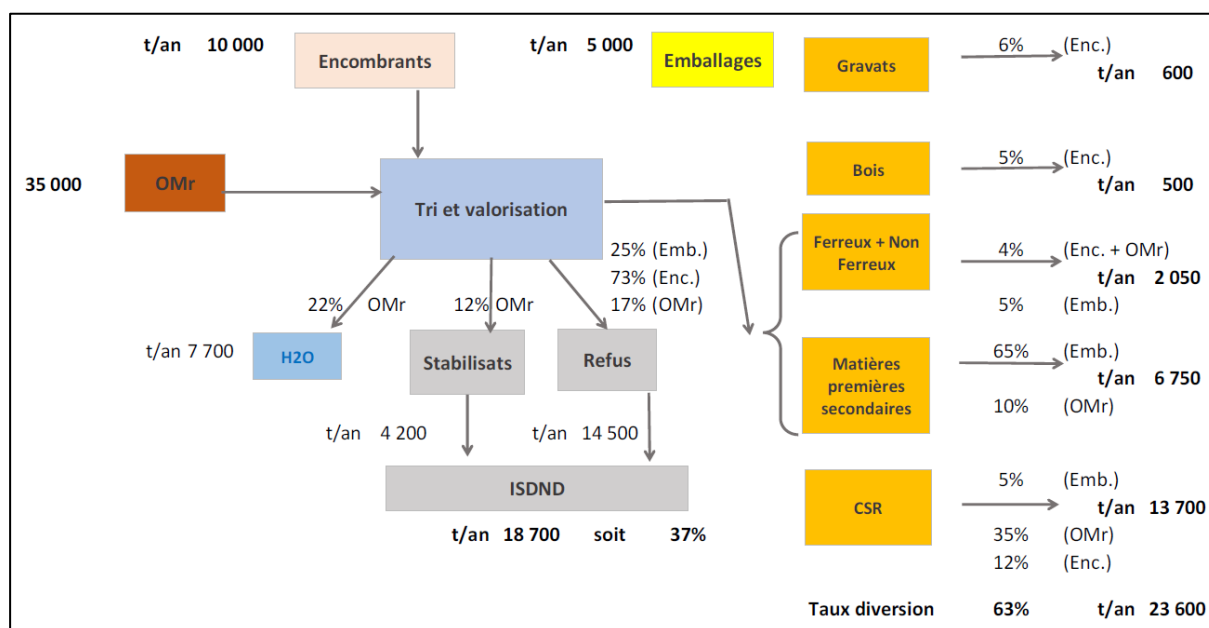 t/an 10 000
Encombrants
t/an 5 000
Emballages
Gravats
6% (Enc.)
t/an 600
35 000
OMr
Tri et valorisation
Bois
5% (Enc.)
t/an 500
25% (Emb.)
73% (Enc.)
17% (OMr)
22% OMr
12% OMr
Ferreux + Non
Ferreux
4% (Enc. + OMr)
t/an 2 050
5% (Emb.)
t/an 7 700
H2O
Stabilisats
Refus
Matières
premières
secondaires
65% (Emb.)
t/an 6 750
10% (OMr)
t/an 4 200
t/an 14 500
ISDND
t/an 18 700 soit 37%
CSR
5% (Emb.)
t/an 13 700
35% (OMr)
12% (Enc.)
Taux diversion 63% t/an 23 600